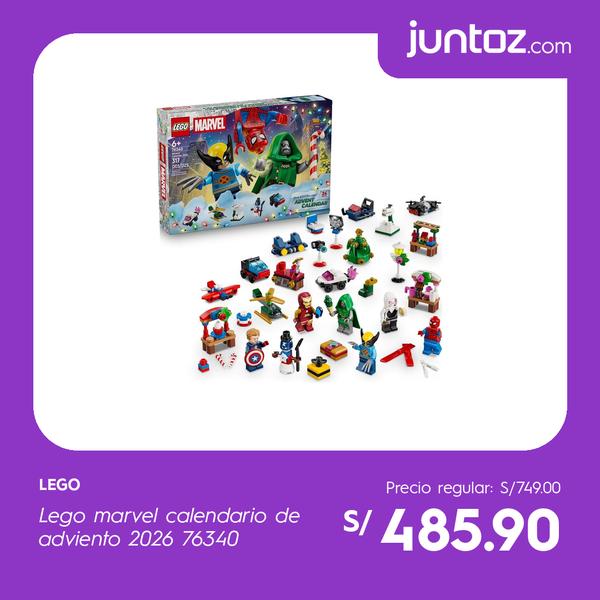 juntoz.com
LEGO MARVEL
6+
76340
317
ADVENT
CALENDAR
LEGO
Precio regular: S/749.00
Lego marvel calendario de
adviento 2026 76340
S/ 485.90